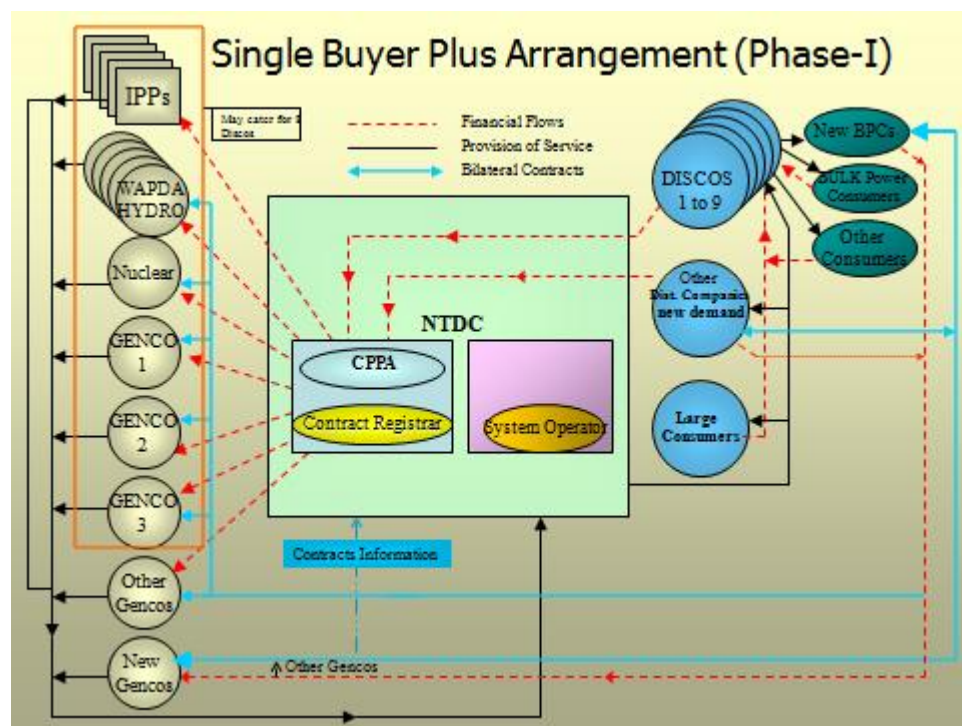 Single Buyer Plus Arrangement (Phase-I)
IPPs
May cater for
Discos
Financial Flows
Provision of Service
Bilateral Contracts
WAPDA
HYDRO
DISCOS
1 to 9
New BPCs
BULK Power
Consumers
Other
Consumers
Nuclear
Other
Dist. Companies
new demand
NTDC
GENCO
1
CPPA
Contract Registrar
System Operator
Large
Consumers
GENCO
2
GENCO
3
Contracts Information
Other
Gencos
New
Gencos
Other Gencos